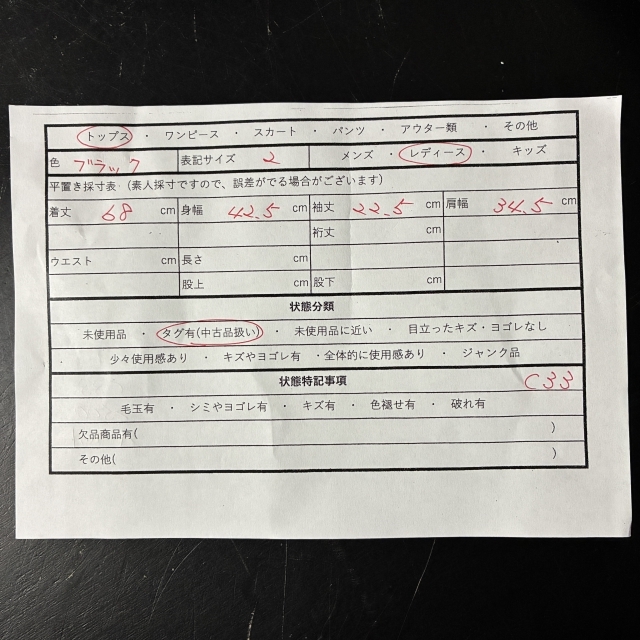 トップス ・ ワンピース ・ スカート ・ パンツ ・ アウター類 ・ その他
色 ブラック 表記サイズ 2 メンズ ・ レディース ・ キッズ
平置き採寸表（素人採寸ですので、誤差がでる場合がございます）
着丈 68 cm 身幅 42.5 cm 袖丈 22.5 cm 肩幅 34.5 cm
裄丈 cm
ウエスト cm 長さ cm
股上 cm 股下 cm
状態分類
未使用品 ・ タグ有(中古品扱い) ・ 未使用品に近い ・ 目立ったキズ・ヨゴレなし
・ 少々使用感あり ・ キズやヨゴレ有 ・全体的に使用感あり ・ ジャンク品
状態特記事項 C33
毛玉有 ・ シミやヨゴレ有 ・ キズ有 ・ 色褪せ有 ・ 破れ有
欠品商品有( )
その他( )